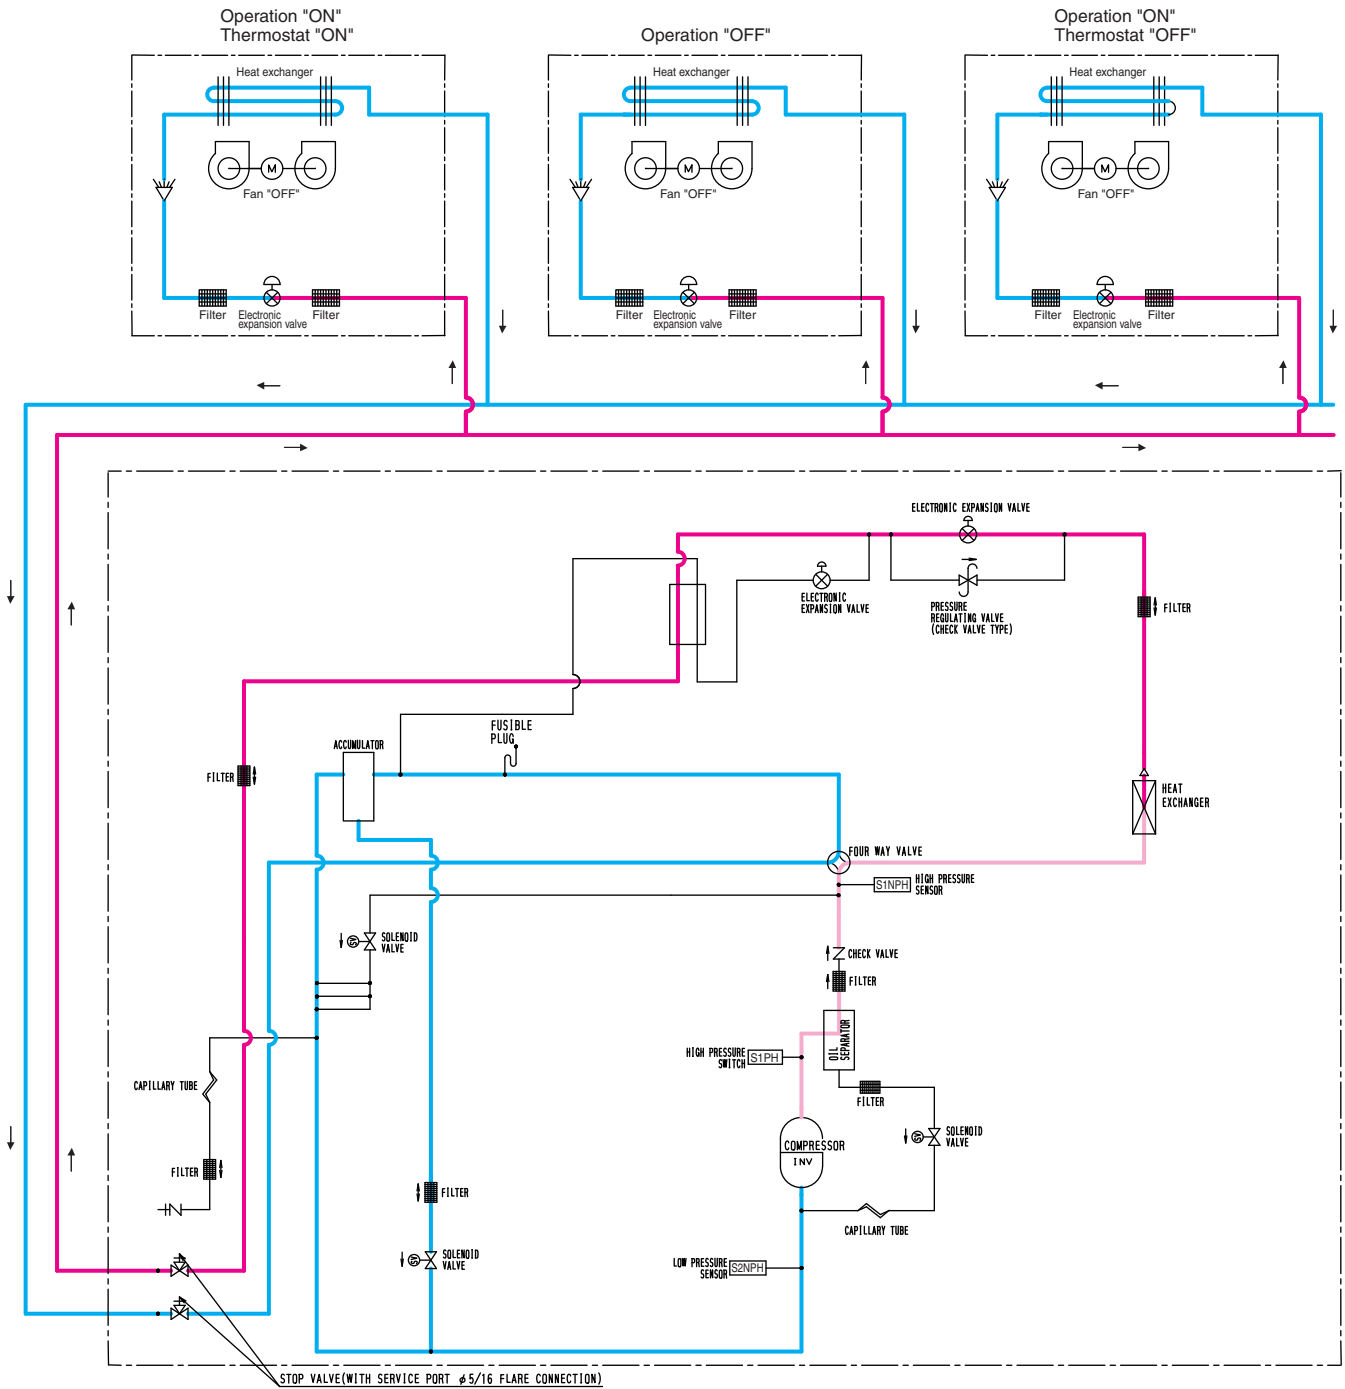 Operation "ON"
Thermostat "ON"
Operation "OFF"
Operation "ON"
Thermostat "OFF"
Heat exchanger
Heat exchanger
Heat exchanger
M
M
M
Fan "OFF"
Fan "OFF"
Fan "OFF"
Filter
Electronic
expansion valve
Filter
Filter
Electronic
expansion valve
Filter
Filter
Electronic
expansion valve
Filter
ELECTRONIC EXPANSION VALVE
ELECTRONIC
EXPANSION VALVE
PRESSURE
REGULATING VALVE
(CHECK VALVE TYPE)
FILTER
FUSIBLE
PLUG
ACCUMULATOR
FILTER
HEAT
EXCHANGER
FOUR WAY VALVE
S1NPH
HIGH PRESSURE
SENSOR
SV
SOLENOID
VALVE
CHECK VALVE
FILTER
OIL
SEPARATOR
HIGH PRESSURE
SWITCH
S1PH
CAPILLARY TUBE
FILTER
COMPRESSOR
INV
SV
SOLENOID
VALVE
FILTER
FILTER
CAPILLARY TUBE
SV
SOLENOID
VALVE
LOW PRESSURE
SENSOR
S2NPH
STOP VALVE(WITH SERVICE PORT φ5/16 FLARE CONNECTION)